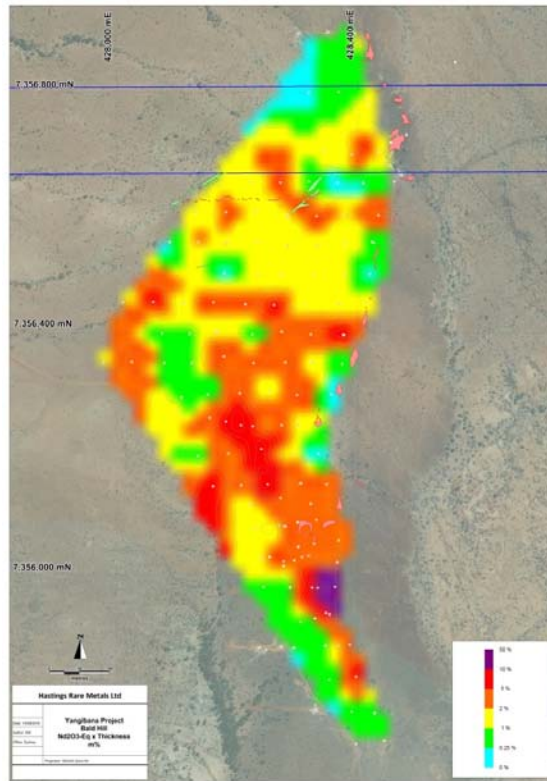 428,000 mE
428,400 mE
7,356,800 mN
7,356,400 mN
7,356,000 mN
N
50 %
10 %
5 %
2 %
1 %
0.25 %
0 %
Hastings Rare Metals Ltd
Yangibana Project
Bald Hill
Nd2O3-Eq x Thickness
m%